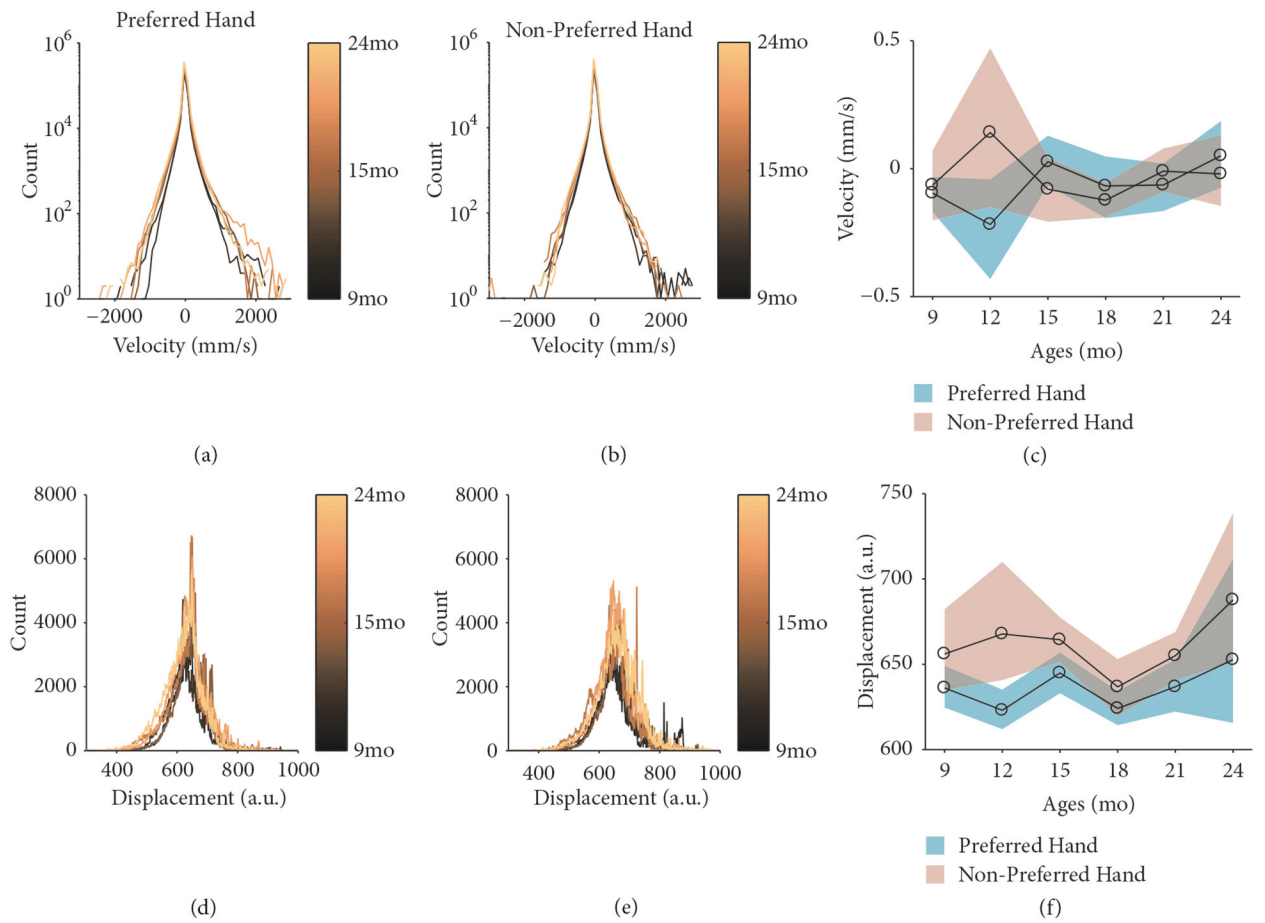 Preferred Hand
10^6
10^4
10^2
10^0
Count
−2000 0 2000
Velocity (mm/s)
24mo
15mo
9mo
(a)
Non-Preferred Hand
10^6
10^4
10^2
10^0
Count
−2000 0 2000
Velocity (mm/s)
24mo
15mo
9mo
(b)
0.5
0
−0.5
Velocity (mm/s)
9 12 15 18 21 24
Ages (mo)
Preferred Hand
Non-Preferred Hand
(c)
8000
6000
4000
2000
0
Count
400 600 800 1000
Displacement (a.u.)
24mo
15mo
9mo
(d)
8000
6000
4000
2000
0
Count
400 600 800 1000
Displacement (a.u.)
24mo
15mo
9mo
(e)
750
700
650
600
Displacement (a.u.)
9 12 15 18 21 24
Ages (mo)
Preferred Hand
Non-Preferred Hand
(f)